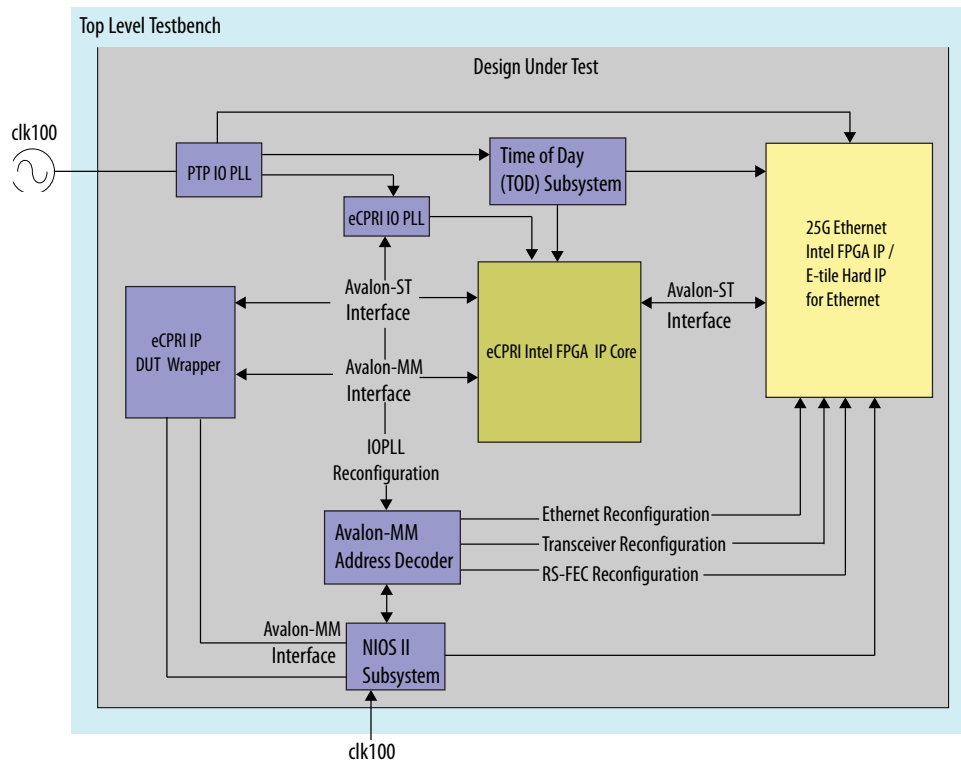 Top Level Testbench
Design Under Test
clk100
PTP IO PLL
Time of Day
(TOD) Subsystem
eCPRI IO PLL
25G Ethernet
Intel FPGA IP /
E-tile Hard IP
for Ethernet
Avalon-ST
Interface
Avalon-ST
Interface
eCPRI IP
DUT Wrapper
eCPRI Intel FPGA IP Core
Avalon-MM
Interface
IOPLL
Reconfiguration
Avalon-MM
Address Decoder
Ethernet Reconfiguration
Transceiver Reconfiguration
RS-FEC Reconfiguration
Avalon-MM
Interface
NIOS II
Subsystem
clk100